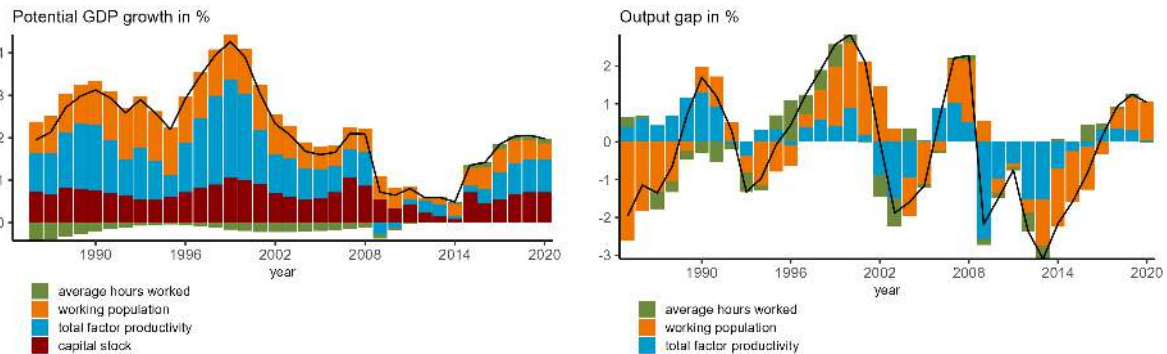 Potential GDP growth in %
3
2
1
0
1990
1996
2002
2008
2014
2020
year
average hours worked
working population
total factor productivity
capital stock
Output gap in %
2
1
0
-1
-2
-3
1990
1996
2002
2008
2014
2020
year
average hours worked
working population
total factor productivity